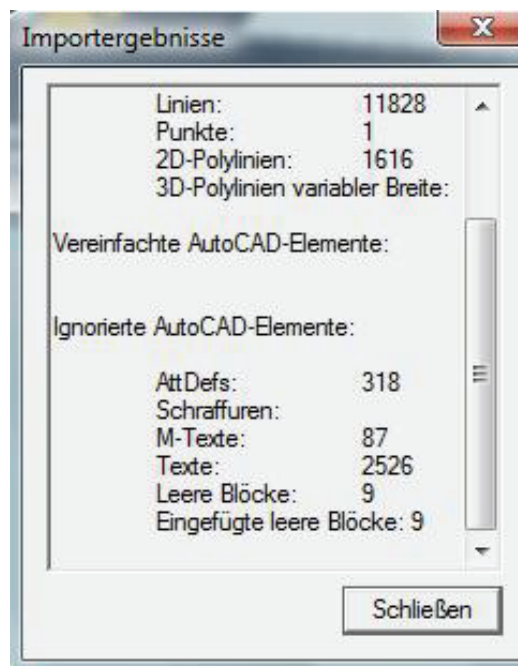 Importergebnisse
Linien: 11828
Punkte: 1
2D-Polylinien: 1616
3D-Polylinien variabler Breite:
Vereinfachte AutoCAD-Elemente:
Ignorierte AutoCAD-Elemente:
AttDefs: 318
Schraffuren:
M-Texte: 87
Texte: 2526
Leere Blöcke: 9
Eingefügte leere Blöcke: 9
Schließen